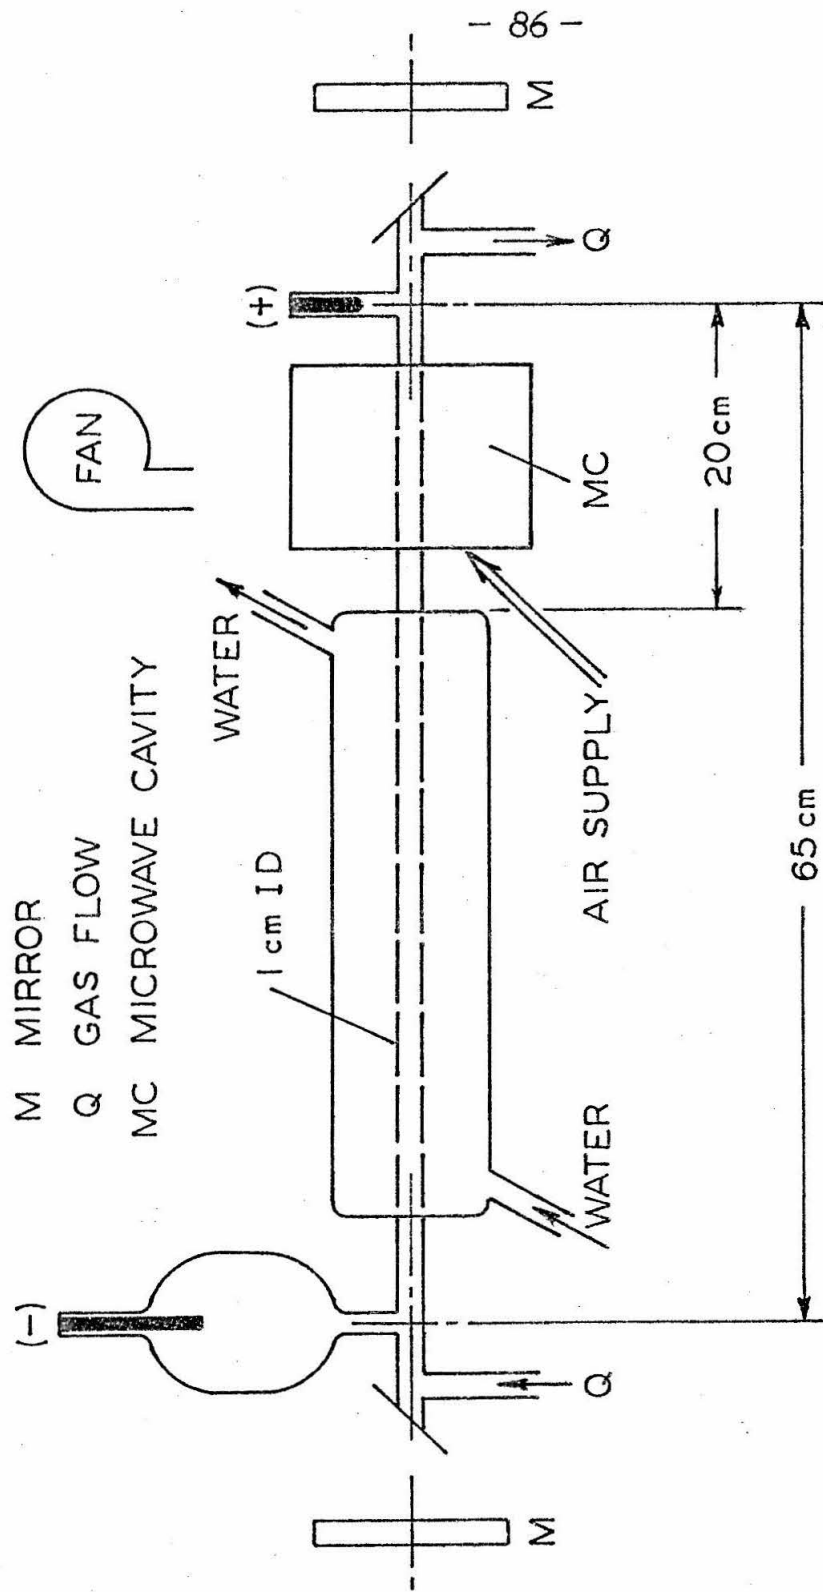 - 86 -
M MIRROR
Q GAS FLOW
MC MICROWAVE CAVITY
FAN
(-)
(+)
WATER
1 cm ID
M
M
Q
Q
WATER
AIR SUPPLY
MC
20 cm
65 cm